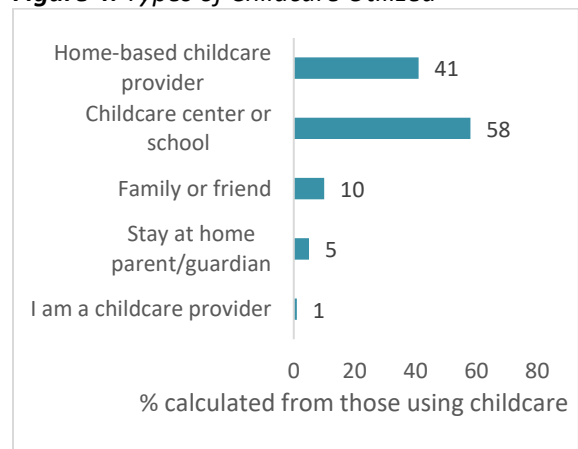 Home-based childcare
provider
41
Childcare center or
school
58
Family or friend
10
Stay at home
parent/guardian
5
I am a childcare provider
1
0 20 40 60 80
% calculated from those using childcare